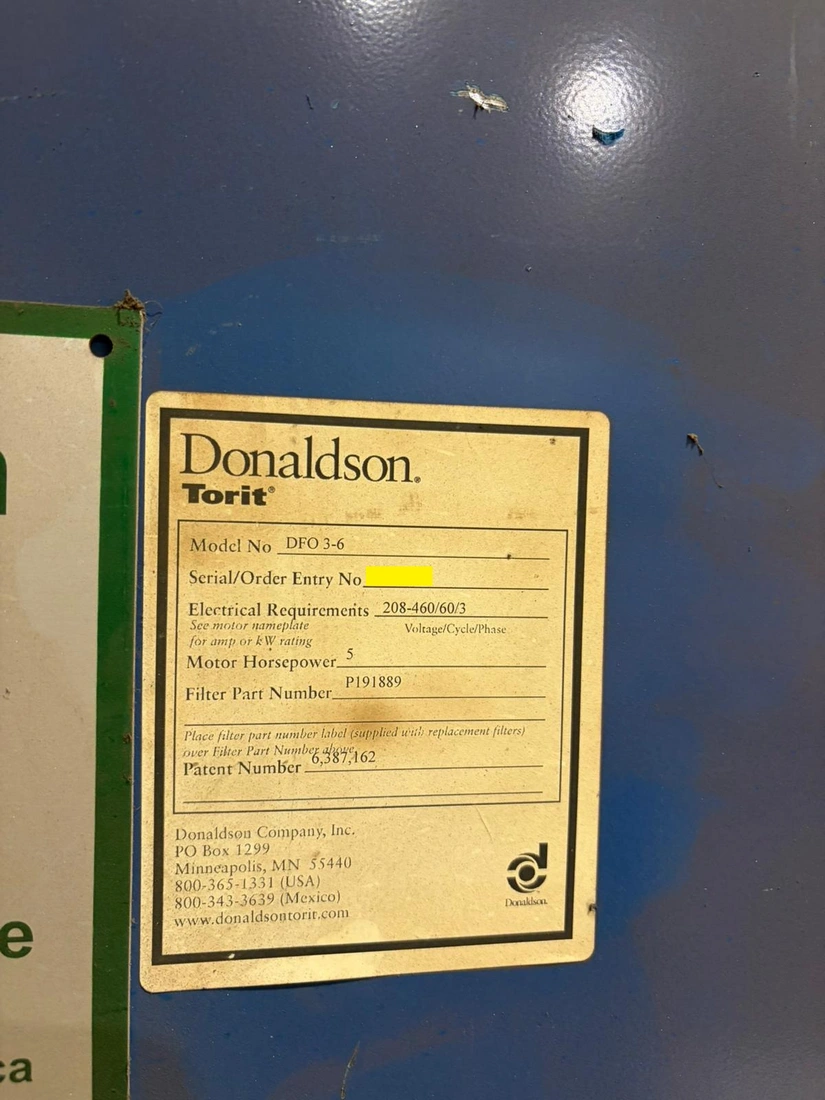 Donaldson®
Torit®
Model No DFO 3-6
Serial/Order Entry No
Electrical Requirements 208-460/60/3
See motor nameplate Voltage/Cycle/Phase
for amp or kW rating
Motor Horsepower 5
Filter Part Number P191889
Place filter part number label (supplied with replacement filters)
over Filter Part Number above.
Patent Number 6,387,162
Donaldson Company, Inc.
PO Box 1299
Minneapolis, MN 55440
800-365-1331 (USA)
800-343-3639 (Mexico)
www.donaldsontorit.com
Donaldson.
e
ca